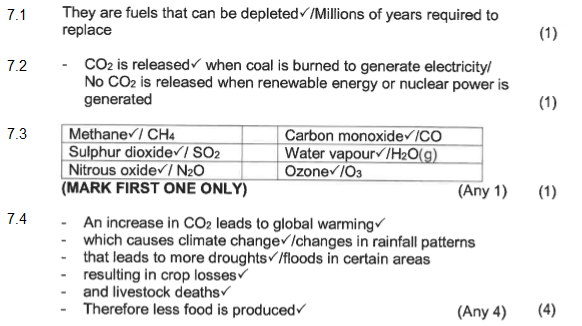 7.1 They are fuels that can be depleted✓/Millions of years required to
replace (1)
7.2 - CO₂ is released✓ when coal is burned to generate electricity/
No CO₂ is released when renewable energy or nuclear power is
generated (1)
7.3 Methane✓/ CH₄ Carbon monoxide✓/CO
Sulphur dioxide✓/ SO₂ Water vapour✓/H₂O(g)
Nitrous oxide✓/ N₂O Ozone✓/O₃
(MARK FIRST ONE ONLY) (Any 1) (1)
7.4 - An increase in CO₂ leads to global warming✓
- which causes climate change✓/changes in rainfall patterns
- that leads to more droughts✓/floods in certain areas
- resulting in crop losses✓
- and livestock deaths✓
- Therefore less food is produced✓ (Any 4) (4)